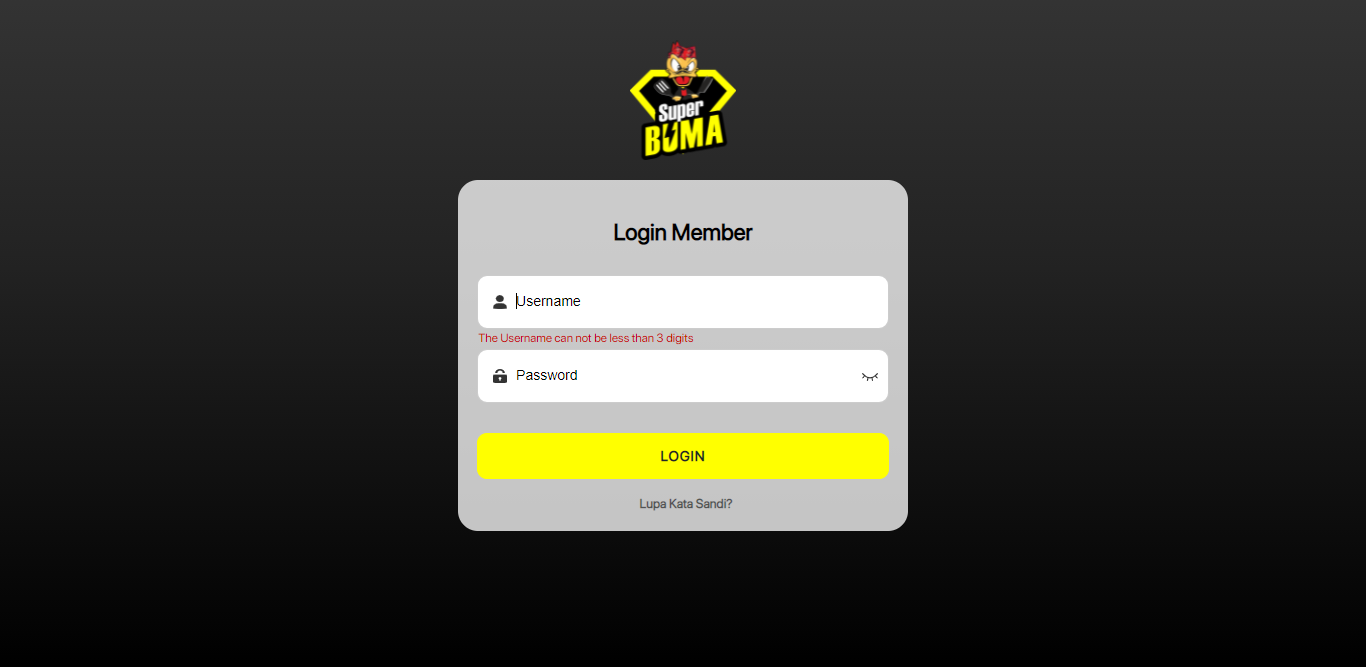 Super
BUMA
Login Member
Username
The Username can not be less than 3 digits
Password
LOGIN
Lupa Kata Sandi?